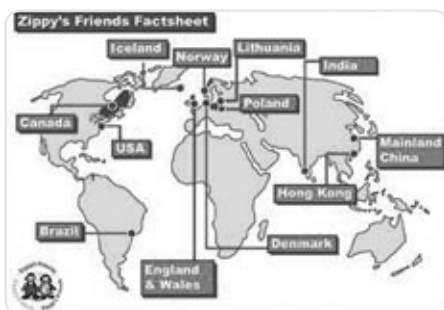 Zippy's Friends Factsheet
Iceland
Norway
Lithuania
India
Canada
Poland
USA
Mainland
China
Hong Kong
Brazil
Denmark
England
& Wales